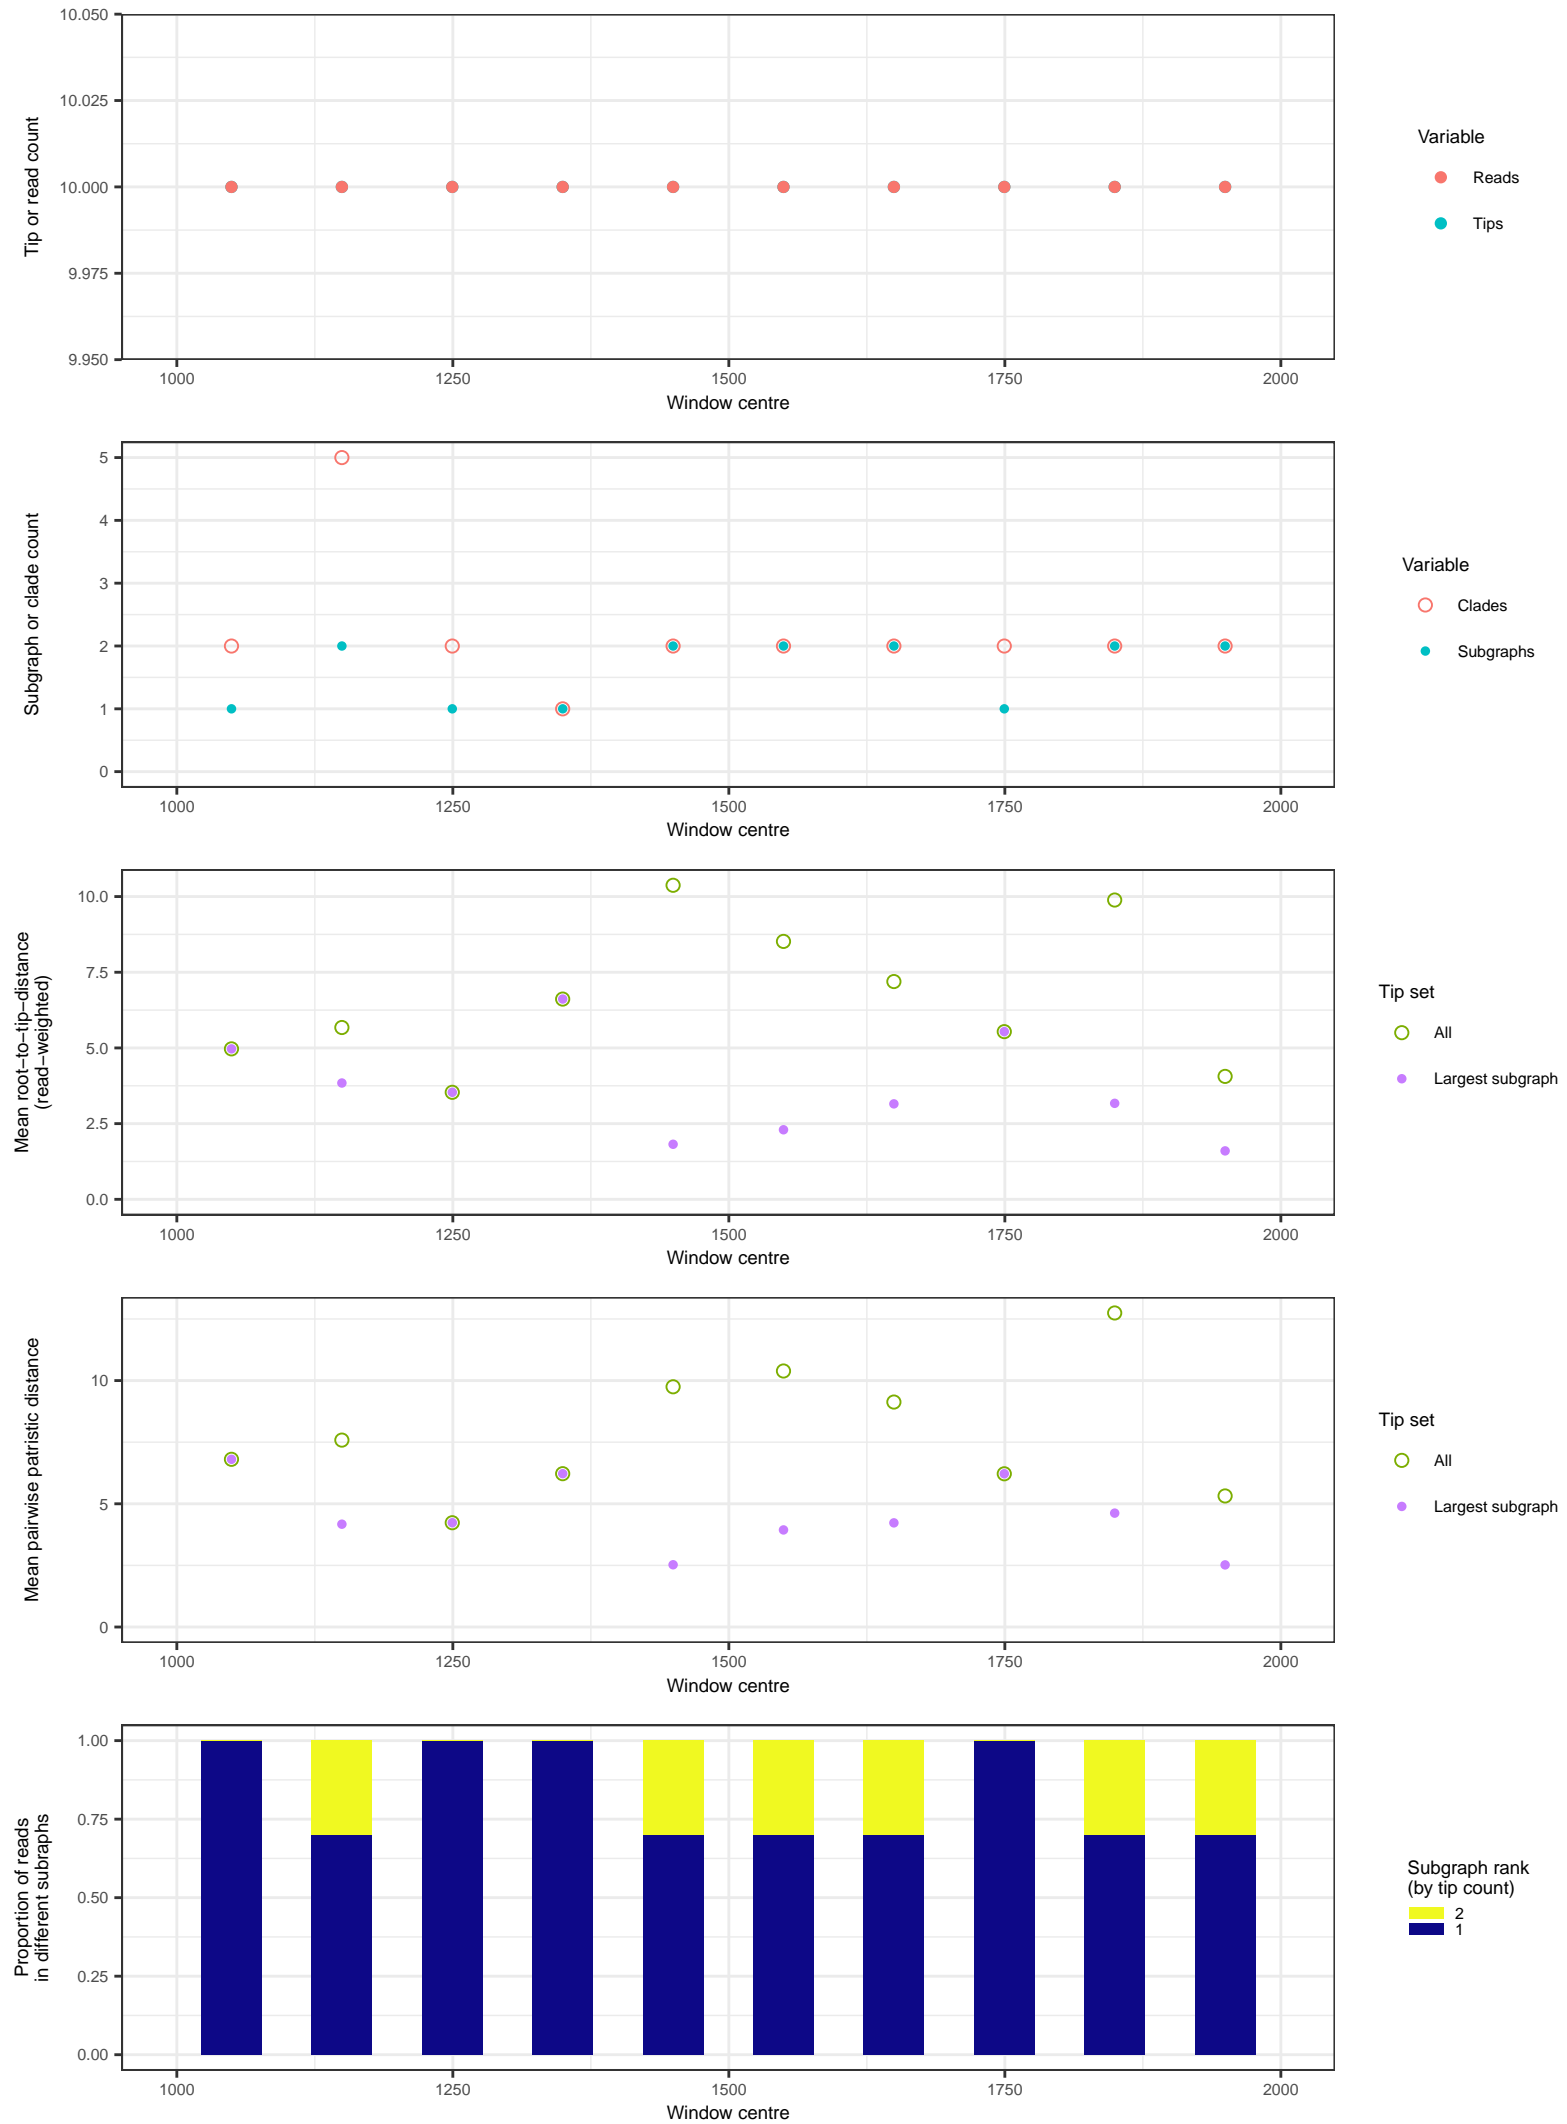 10.050
10.025
10.000
9.975
9.950
Tip or read count
1000 1250 1500 1750 2000
Window centre
Variable
Reads
Tips
5
4
3
2
1
0
Subgraph or clade count
1000 1250 1500 1750 2000
Window centre
Variable
Clades
Subgraphs
10.0
7.5
5.0
2.5
0.0
Mean root−to−tip−distance
(read−weighted)
1000 1250 1500 1750 2000
Window centre
Tip set
All
Largest subgraph
10
5
0
Mean pairwise patristic distance
1000 1250 1500 1750 2000
Window centre
Tip set
All
Largest subgraph
1.00
0.75
0.50
0.25
0.00
Proportion of reads
in different subraphs
1000 1250 1500 1750 2000
Window centre
Subgraph rank
(by tip count)
2
1